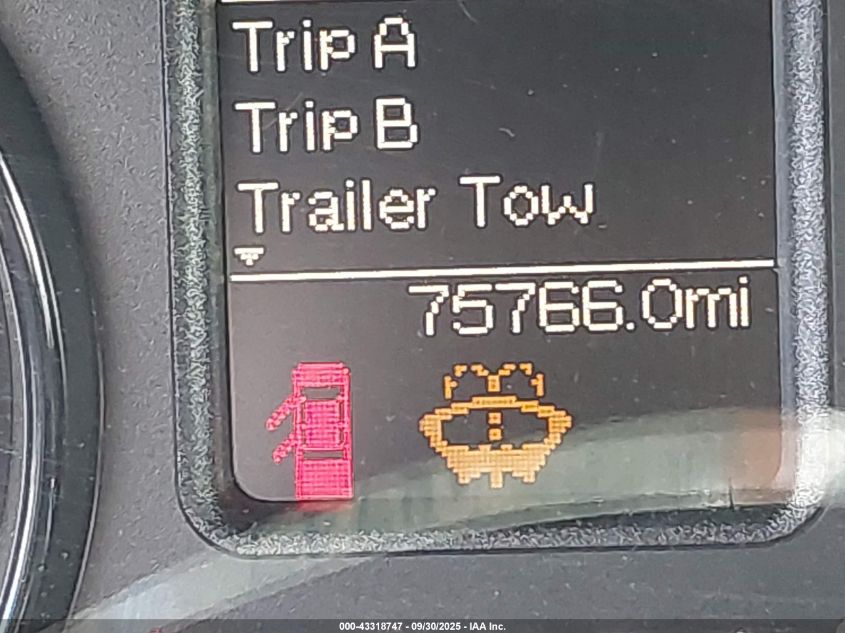 Trip A
Trip B
Trailer Tow
75766.0mi
000-43318747 - 09/30/2025 - IAA Inc.